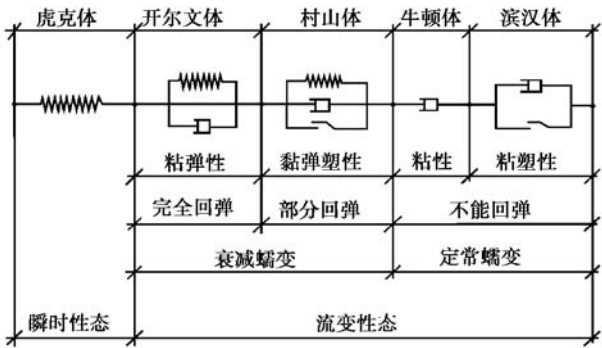 虎克体 开尔文体 村山体 牛顿体 滨汉体
粘弹性 黏弹塑性 粘性 粘塑性
完全回弹 部分回弹 不能回弹
衰减蠕变 定常蠕变
瞬时性态 流变性态